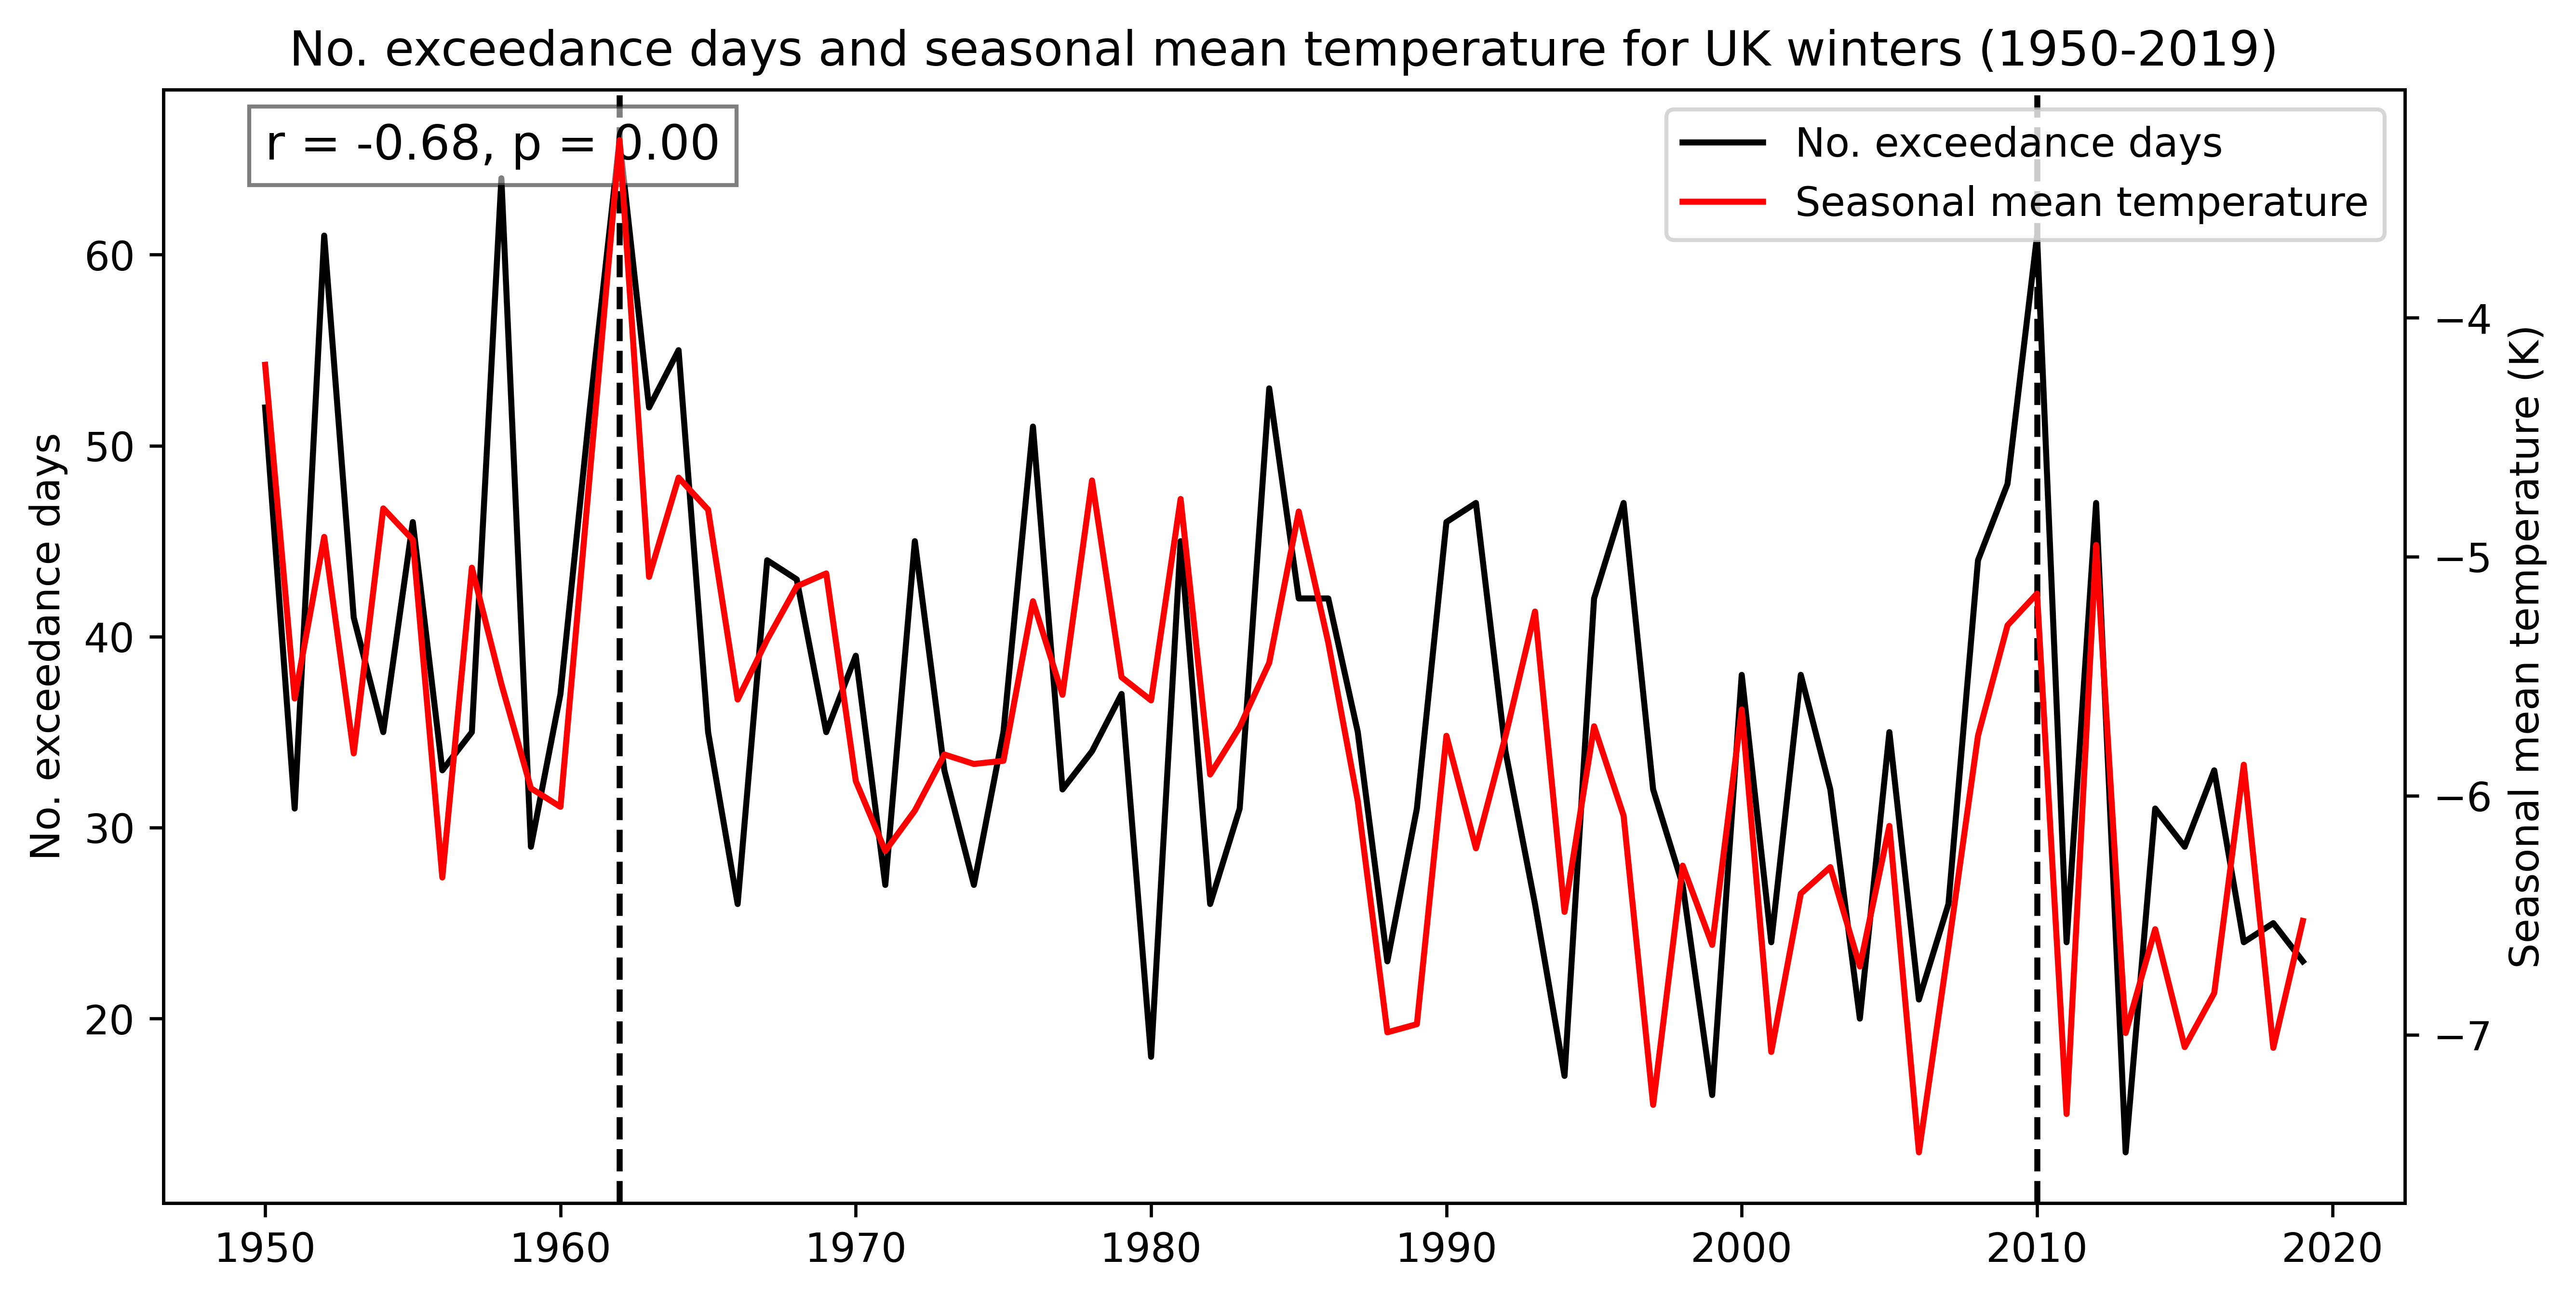 No. exceedance days and seasonal mean temperature for UK winters (1950-2019)
r = -0.68, p = 0.00
No. exceedance days
Seasonal mean temperature
No. exceedance days
60
50
40
30
20
−4
−5
−6
−7
Seasonal mean temperature (K)
1950 1960 1970 1980 1990 2000 2010 2020